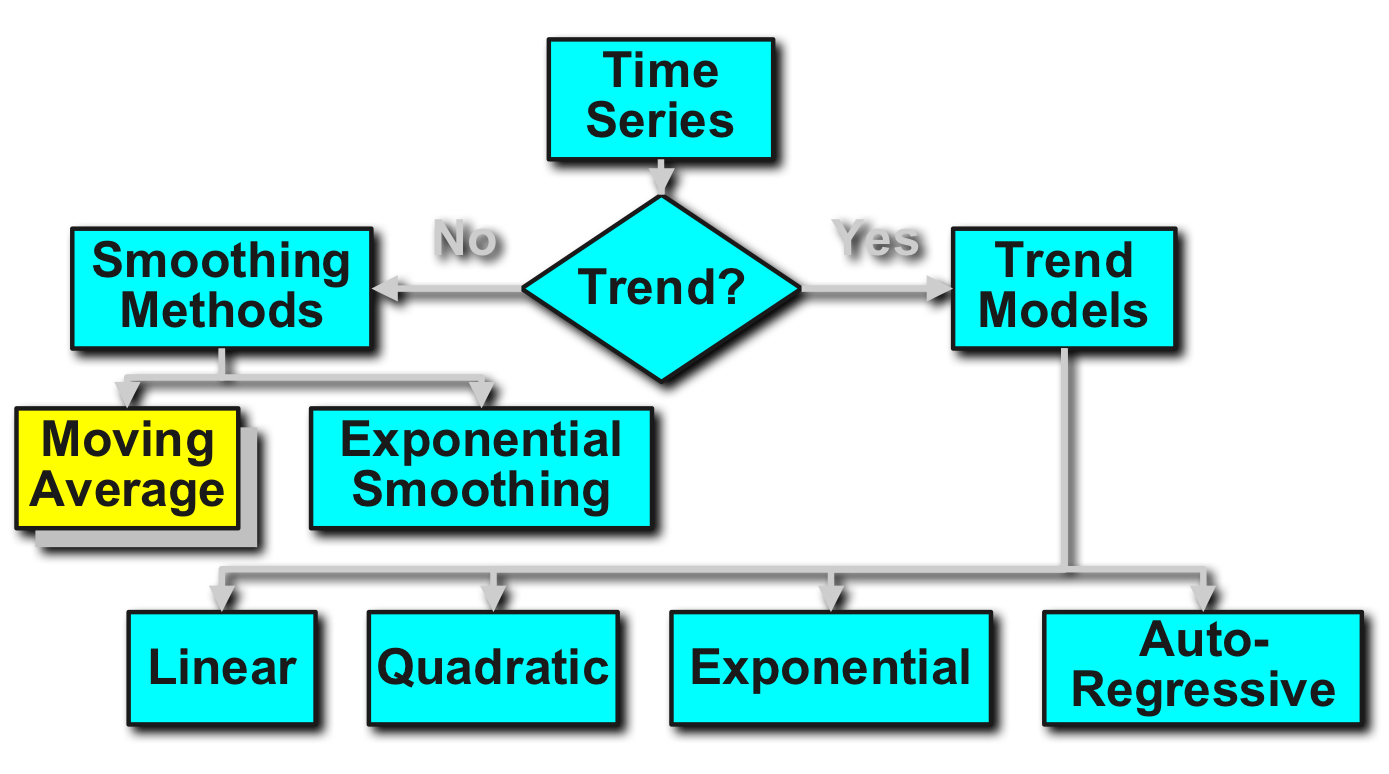 Time
Series
No
Yes
Smoothing
Methods
Trend?
Trend
Models
Moving
Average
Exponential
Smoothing
Linear
Quadratic
Exponential
Auto-
Regressive